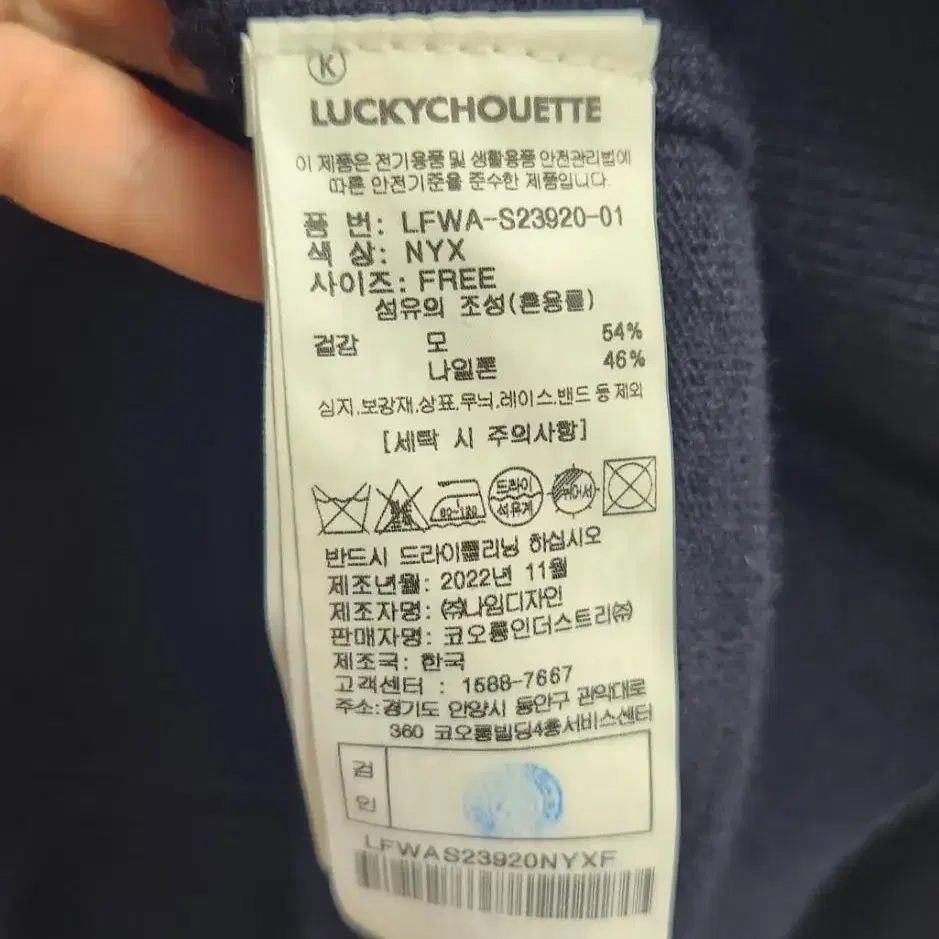 K
LUCKYCHOUETTE
이 제품은 전기용품 및 생활용품 안전관리법에
따른 안전기준을 준수한 제품입니다.
품 번: LFWA-S23920-01
색 상: NYX
사이즈: FREE
섬유의 조성(혼용률)
겉감 모 54%
나일론 46%
심지.보강재.상표.무늬.레이스.밴드 등 제외
[세탁 시 주의사항]
80~120 드라이 석유계 뉘어서
반드시 드라이클리닝 하십시오
제조년월: 2022년 11월
제조자명: ㈜나임디자인
판매자명: 코오롱인더스트리㈜
제조국: 한국
고객센터 : 1588-7667
주소:경기도 안양시 동안구 관악대로
360 코오롱빌딩4층서비스센터
검
인
LFWAS23920NYXF